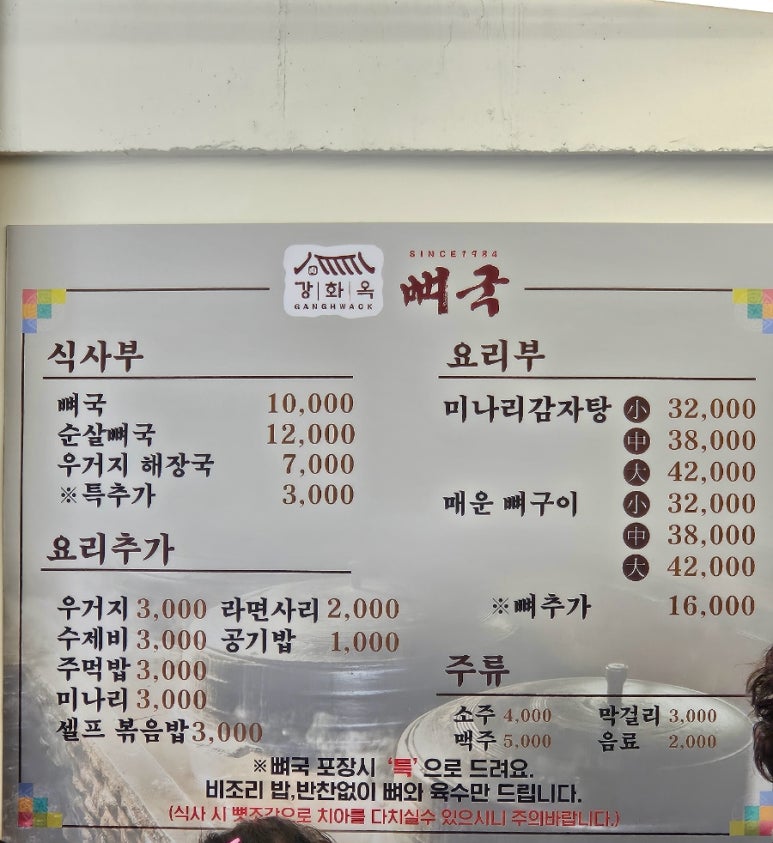 강화옥
GANGHWAOK
SINCE1984
뼈국
식사부
뼈국 10,000
순살뼈국 12,000
우거지 해장국 7,000
※특추가 3,000
요리추가
우거지 3,000 라면사리 2,000
수제비 3,000 공기밥 1,000
주먹밥 3,000
미나리 3,000
셀프 볶음밥 3,000
요리부
미나리감자탕 小 32,000
中 38,000
大 42,000
매운 뼈구이 小 32,000
中 38,000
大 42,000
※뼈추가 16,000
주류
소주 4,000 막걸리 3,000
맥주 5,000 음료 2,000
※뼈국 포장시 '특'으로 드려요.
비조리 밥,반찬없이 뼈와 육수만 드립니다.
(식사 시 뼛조각으로 치아를 다치실수 있으시니 주의바랍니다.)